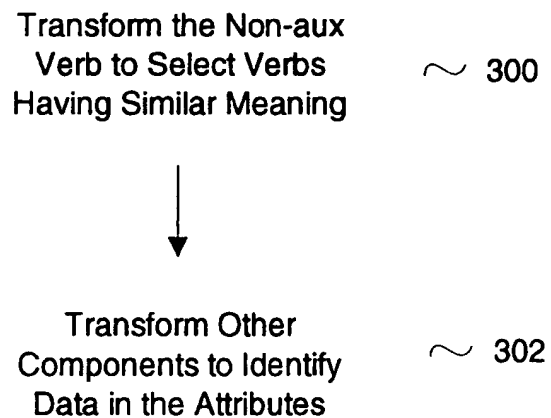 Transform the Non-aux
Verb to Select Verbs
Having Similar Meaning
300
Transform Other
Components to Identify
Data in the Attributes
302